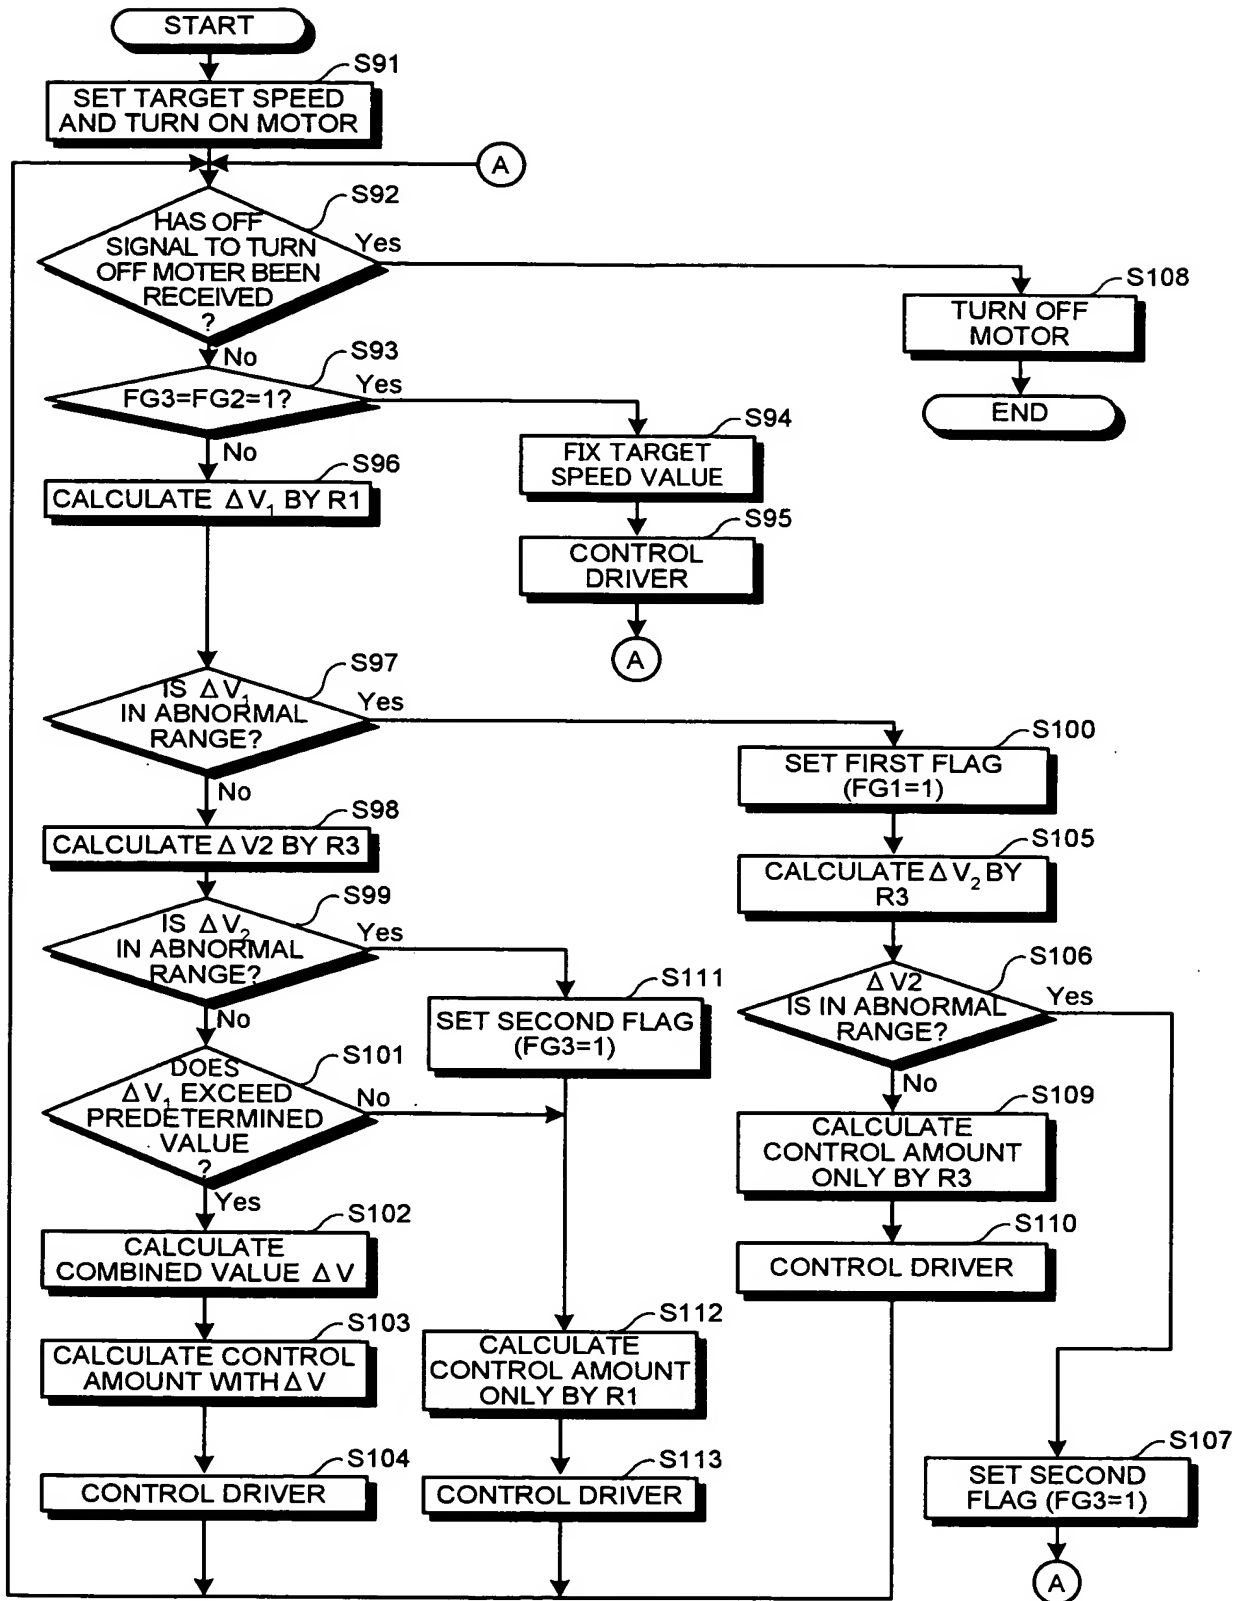 START
S91
SET TARGET SPEED
AND TURN ON MOTOR
A
S92
HAS OFF
SIGNAL TO TURN
OFF MOTER BEEN
RECEIVED
?
Yes
No
S108
TURN OFF
MOTOR
END
S93
FG3=FG2=1?
Yes
No
S94
FIX TARGET
SPEED VALUE
S95
CONTROL
DRIVER
A
S96
CALCULATE ΔV₁ BY R1
S97
IS ΔV₁
IN ABNORMAL
RANGE?
Yes
No
S98
CALCULATE ΔV2 BY R3
S99
IS ΔV₂
IN ABNORMAL
RANGE?
Yes
No
S100
SET FIRST FLAG
(FG1=1)
S105
CALCULATE ΔV₂ BY
R3
S106
ΔV2
IS IN ABNORMAL
RANGE?
Yes
No
S111
SET SECOND FLAG
(FG3=1)
S101
DOES
ΔV₁ EXCEED
PREDETERMINED
VALUE
?
No
Yes
S109
CALCULATE
CONTROL AMOUNT
ONLY BY R3
S110
CONTROL DRIVER
S102
CALCULATE
COMBINED VALUE ΔV
S103
CALCULATE CONTROL
AMOUNT WITH ΔV
S104
CONTROL DRIVER
S112
CALCULATE
CONTROL AMOUNT
ONLY BY R1
S113
CONTROL DRIVER
S107
SET SECOND
FLAG (FG3=1)
A